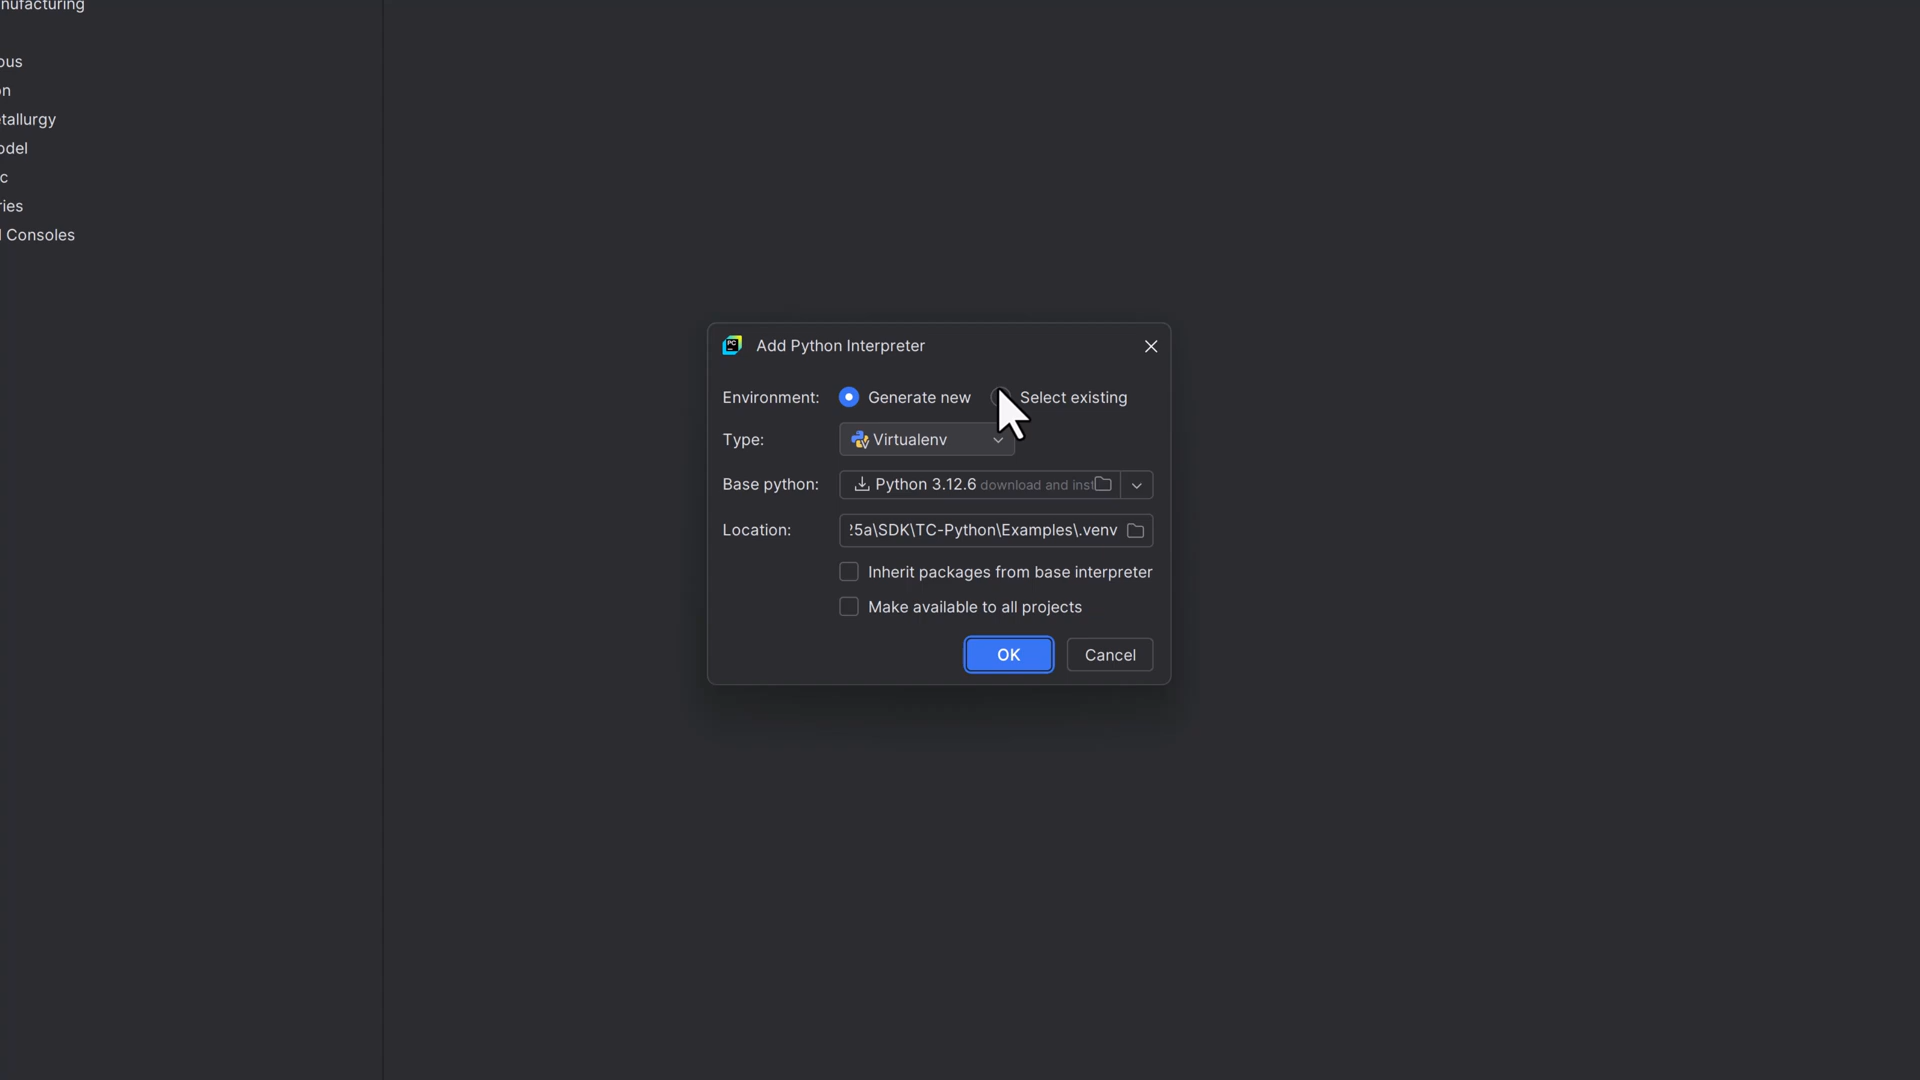 nufacturing
ous
on
etallurgy
odel
c
ries
Consoles
PC
Add Python Interpreter
Environment: Generate new Select existing
Type: Virtualenv
Base python: Python 3.12.6 download and inst
Location: 25a\SDK\TC-Python\Examples\.venv
Inherit packages from base interpreter
Make available to all projects
OK Cancel